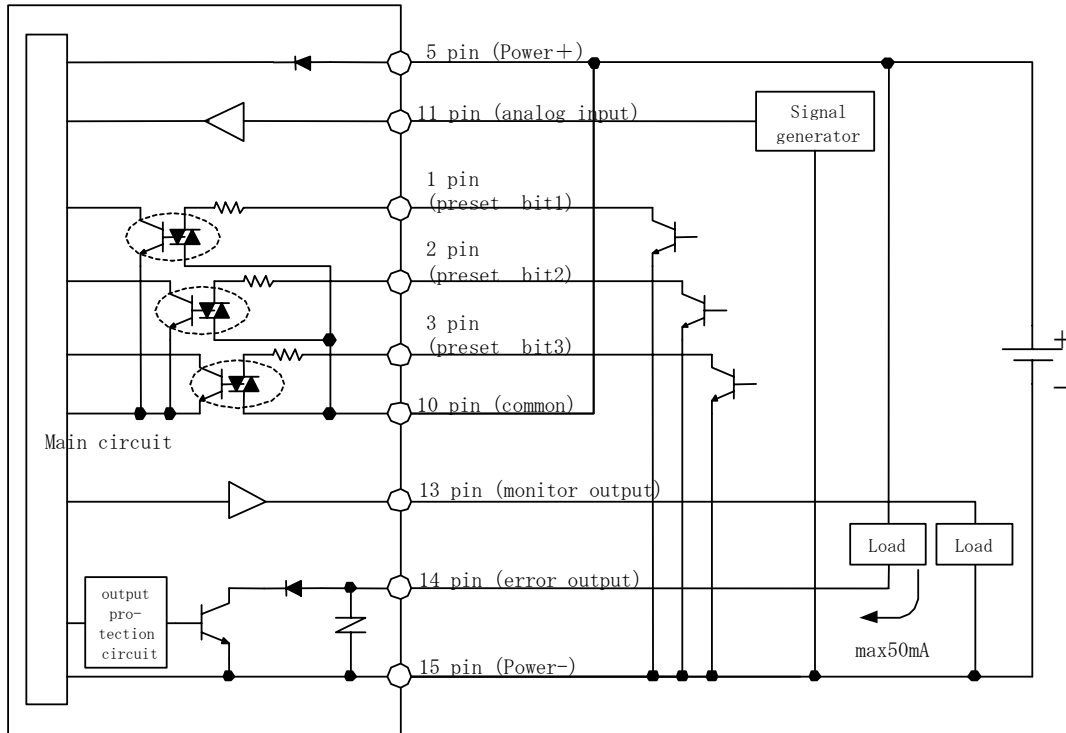 5 pin (Power＋)
11 pin (analog input)
Signal
generator
1 pin
(preset bit1)
2 pin
(preset bit2)
3 pin
(preset bit3)
+
−
10 pin (common)
Main circuit
13 pin (monitor output)
Load
Load
14 pin (error output)
output
pro-
tection
circuit
max50mA
15 pin (Power-)